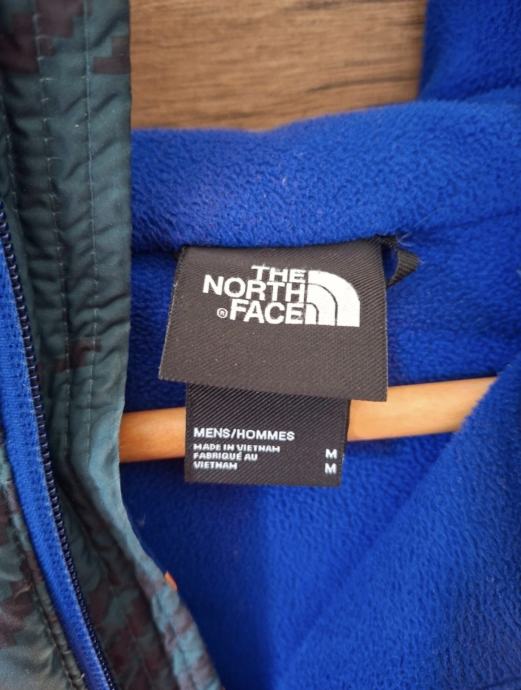 THE
NORTH
®FACE
MENS/HOMMES
MADE IN VIETNAM M
FABRIQUÉ AU
VIETNAM M